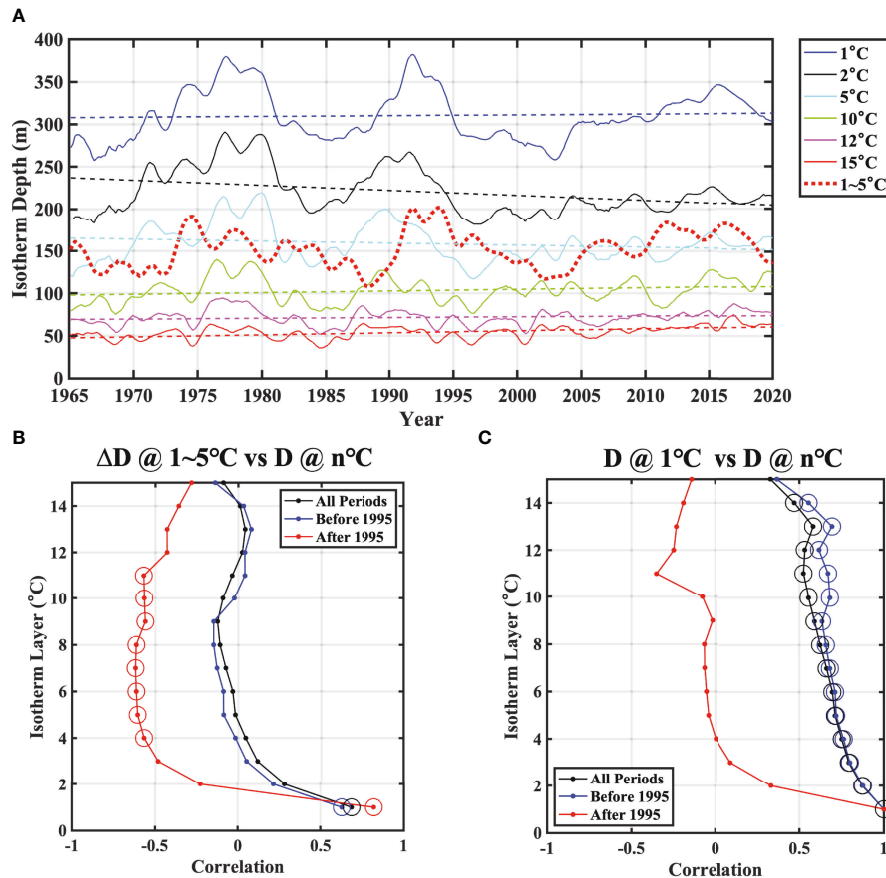 A
400
350
300
250
200
150
100
50
0
Isotherm Depth (m)
1965
1970
1975
1980
1985
1990
1995
2000
2005
2010
2015
2020
Year
1°C
2°C
5°C
10°C
12°C
15°C
1~5°C
B
ΔD @ 1~5°C vs D @ n°C
14
12
10
8
6
4
2
0
Isotherm Layer (°C)
-1
-0.5
0
0.5
1
Correlation
All Periods
Before 1995
After 1995
C
D @ 1°C vs D @ n°C
14
12
10
8
6
4
2
0
Isotherm Layer (°C)
-1
-0.5
0
0.5
1
Correlation
All Periods
Before 1995
After 1995